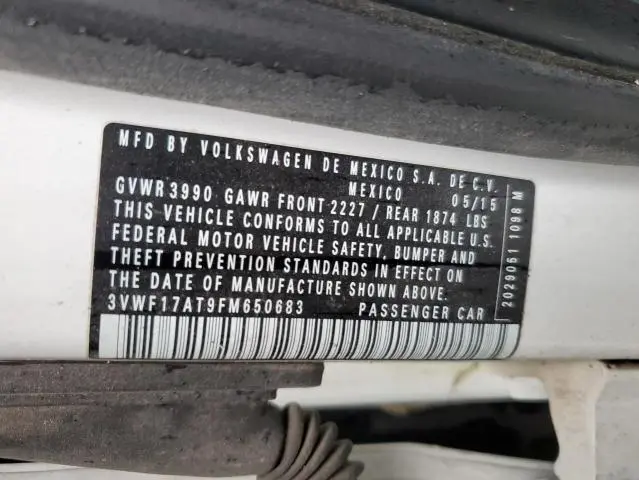 MFD BY VOLKSWAGEN DE MEXICO S.A. DE C.V.
MEXICO 05/15
GVWR 3990 GAWR FRONT 2227 / REAR 1874 LBS
THIS VEHICLE CONFORMS TO ALL APPLICABLE U.S.
FEDERAL MOTOR VEHICLE SAFETY, BUMPER AND
THEFT PREVENTION STANDARDS IN EFFECT ON
THE DATE OF MANUFACTURE SHOWN ABOVE.
3VWF17AT9FM650683 PASSENGER CAR
2029051 1098 M